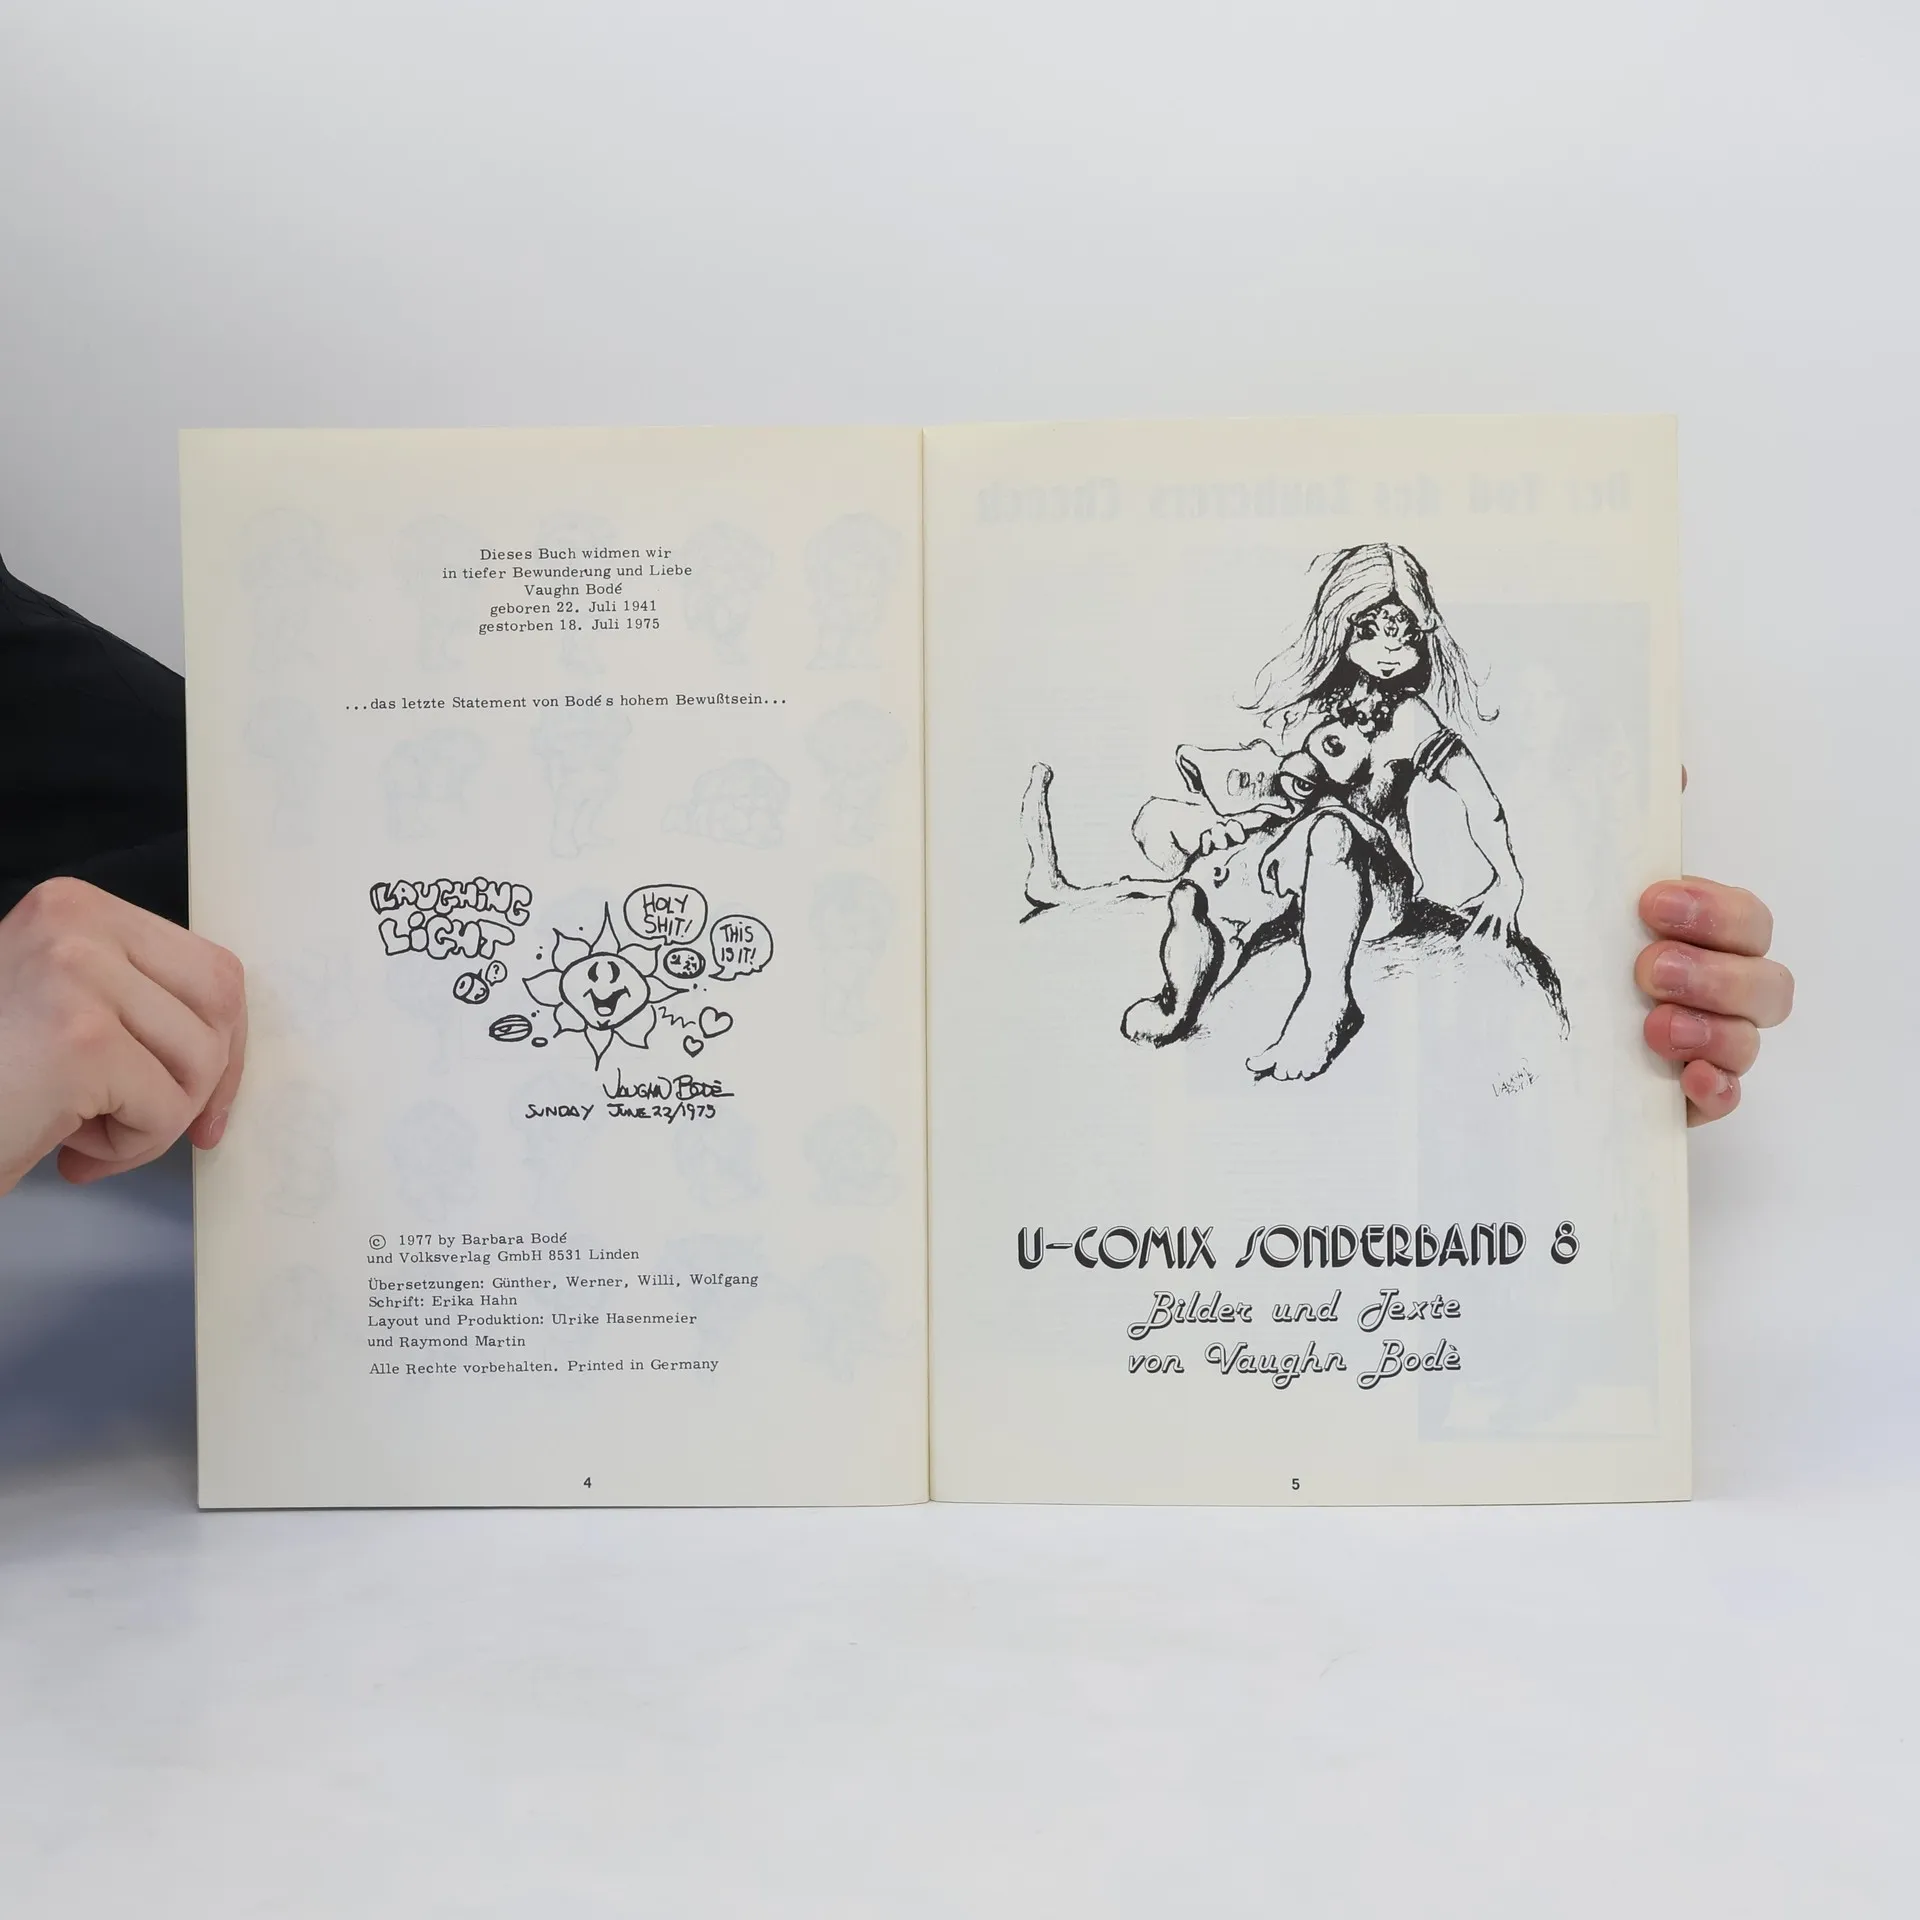 Dieses Buch widmen wir
in tiefer Bewunderung und Liebe
Vaughn Bodé
geboren 22. Juli 1941
gestorben 18. Juli 1975
...das letzte Statement von Bodé s hohem Bewußtsein...
LAUGHING
LIGHT
HOLY
SHIT!
THIS
IS IT!
?
VAUGHN BODÈ
SUNDAY JUNE 22/1975
© 1977 by Barbara Bodé
und Volksverlag GmbH 8531 Linden
Übersetzungen: Günther, Werner, Willi, Wolfgang
Schrift: Erika Hahn
Layout und Produktion: Ulrike Hasenmeier
und Raymond Martin
Alle Rechte vorbehalten. Printed in Germany
4
U-COMIX SONDERBAND 8
Bilder und Texte
von Vaughn Bodè
5